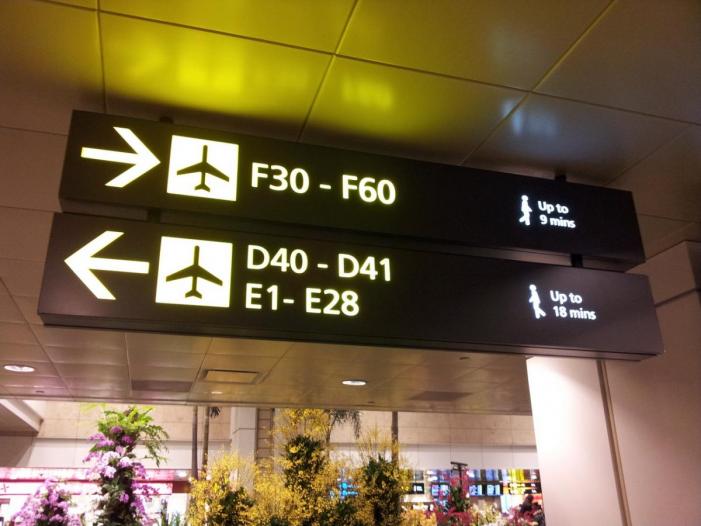 F30 - F60
Up to
9 mins
D40 - D41
E1- E28
Up to
18 mins